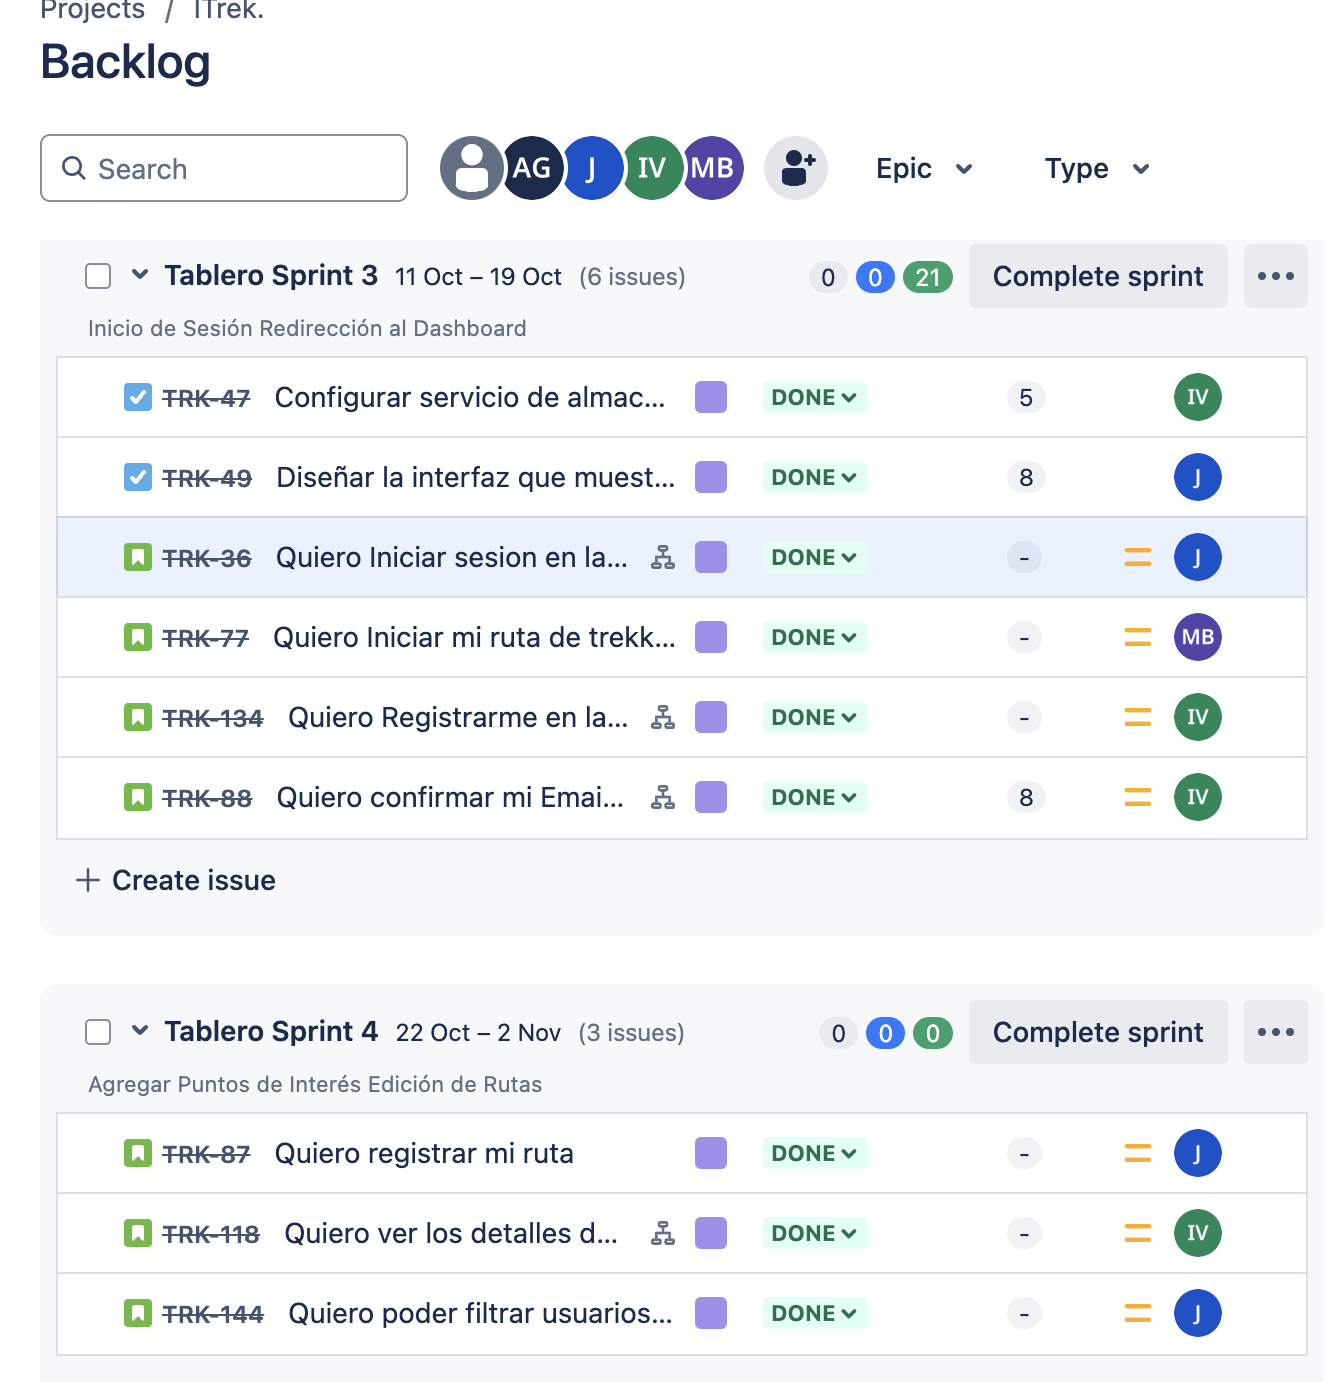 Projects / iTrek.
Backlog
Search
AG J IV MB
Epic
Type
Tablero Sprint 3 11 Oct – 19 Oct (6 issues) 0 0 21 Complete sprint
Inicio de Sesión Redirección al Dashboard
TRK-47 Configurar servicio de almac... DONE 5 IV
TRK-49 Diseñar la interfaz que muest... DONE 8 J
TRK-36 Quiero Iniciar sesion en la... DONE - J
TRK-77 Quiero Iniciar mi ruta de trekk... DONE - MB
TRK-134 Quiero Registrarme en la... DONE - IV
TRK-88 Quiero confirmar mi Emai... DONE 8 IV
Create issue
Tablero Sprint 4 22 Oct – 2 Nov (3 issues) 0 0 0 Complete sprint
Agregar Puntos de Interés Edición de Rutas
TRK-87 Quiero registrar mi ruta DONE - J
TRK-118 Quiero ver los detalles d... DONE - IV
TRK-144 Quiero poder filtrar usuarios... DONE - J